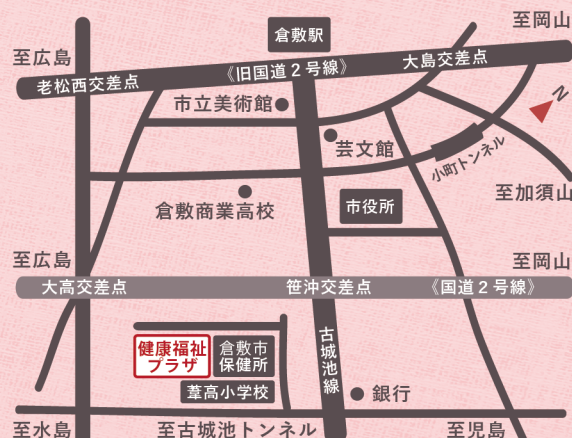 倉敷駅
至岡山
至広島
老松西交差点
《旧国道2号線》
大島交差点
N
市立美術館
芸文館
小町トンネル
至加須山
倉敷商業高校
市役所
至広島
至岡山
大高交差点
笹沖交差点
《国道2号線》
健康福祉
プラザ
倉敷市
保健所
葦高小学校
古城池線
銀行
至水島
至古城池トンネル
至児島